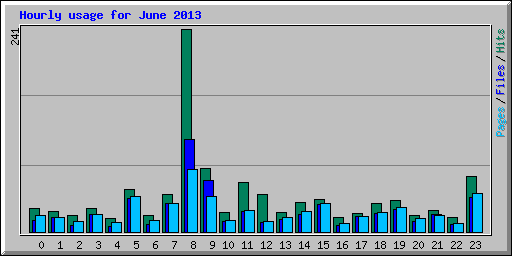 Hourly usage for June 2013
241
Pages/Files/Hits
0 1 2 3 4 5 6 7 8 9 10 11 12 13 14 15 16 17 18 19 20 21 22 23